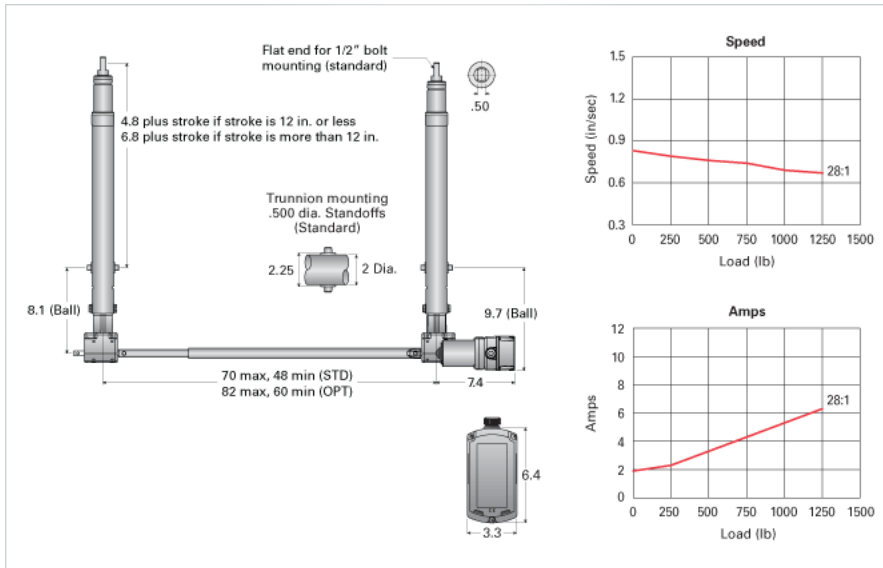 Flat end for 1/2" bolt
mounting (standard)
.50
4.8 plus stroke if stroke is 12 in. or less
6.8 plus stroke if stroke is more than 12 in.
Trunnion mounting
.500 dia. Standoffs
(Standard)
2.25
2 Dia.
8.1 (Ball)
9.7 (Ball)
70 max, 48 min (STD)
82 max, 60 min (OPT)
7.4
6.4
3.3
Speed
Speed (in/sec)
1.5
1.2
0.9
0.6
0.3
28:1
0 250 500 750 1000 1250 1500
Load (lb)
Amps
Amps
12
10
8
6
4
2
0
28:1
0 250 500 750 1000 1250 1500
Load (lb)